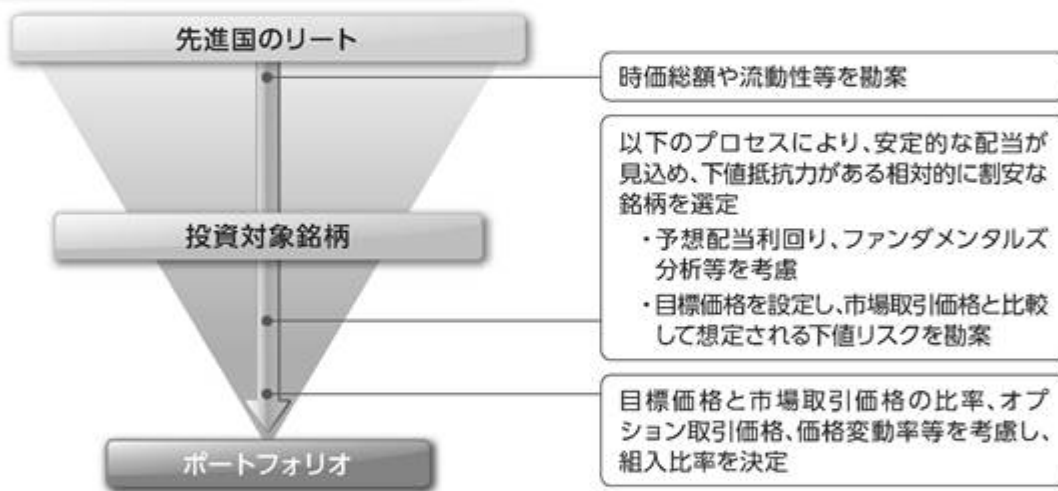 先進国のリート
時価総額や流動性等を勘案
以下のプロセスにより、安定的な配当が
見込め、下値抵抗力がある相対的に割安な
銘柄を選定
・予想配当利回り、ファンダメンタルズ
分析等を考慮
・目標価格を設定し、市場取引価格と比較
して想定される下値リスクを勘案
投資対象銘柄
目標価格と市場取引価格の比率、オプ
ション取引価格、価格変動率等を考慮し、
組入比率を決定
ポートフォリオ